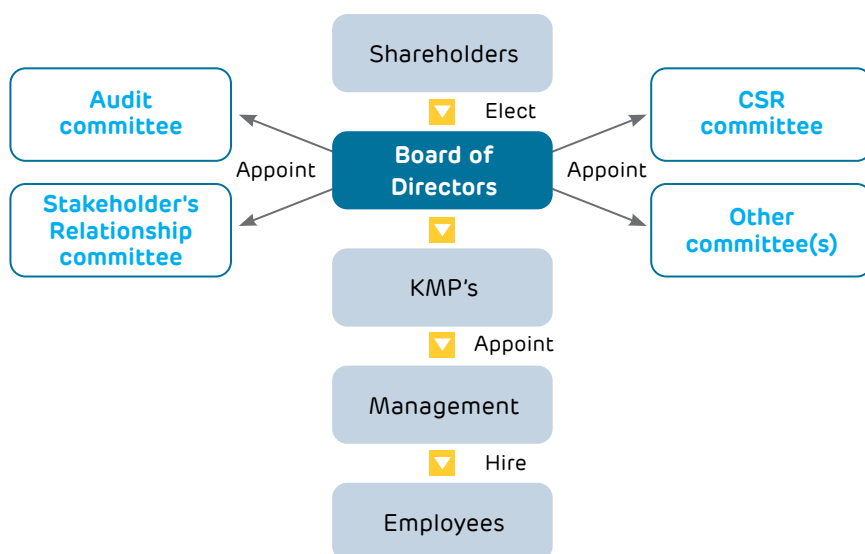 Shareholders
Audit
committee
Elect
CSR
committee
Appoint
Board of
Directors
Appoint
Stakeholder's
Relationship
committee
Other
committee(s)
KMP's
Appoint
Management
Hire
Employees